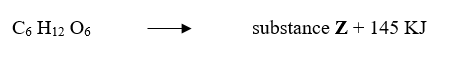 C₆ H₁₂ O₆ ⟶ substance Z + 145 KJ